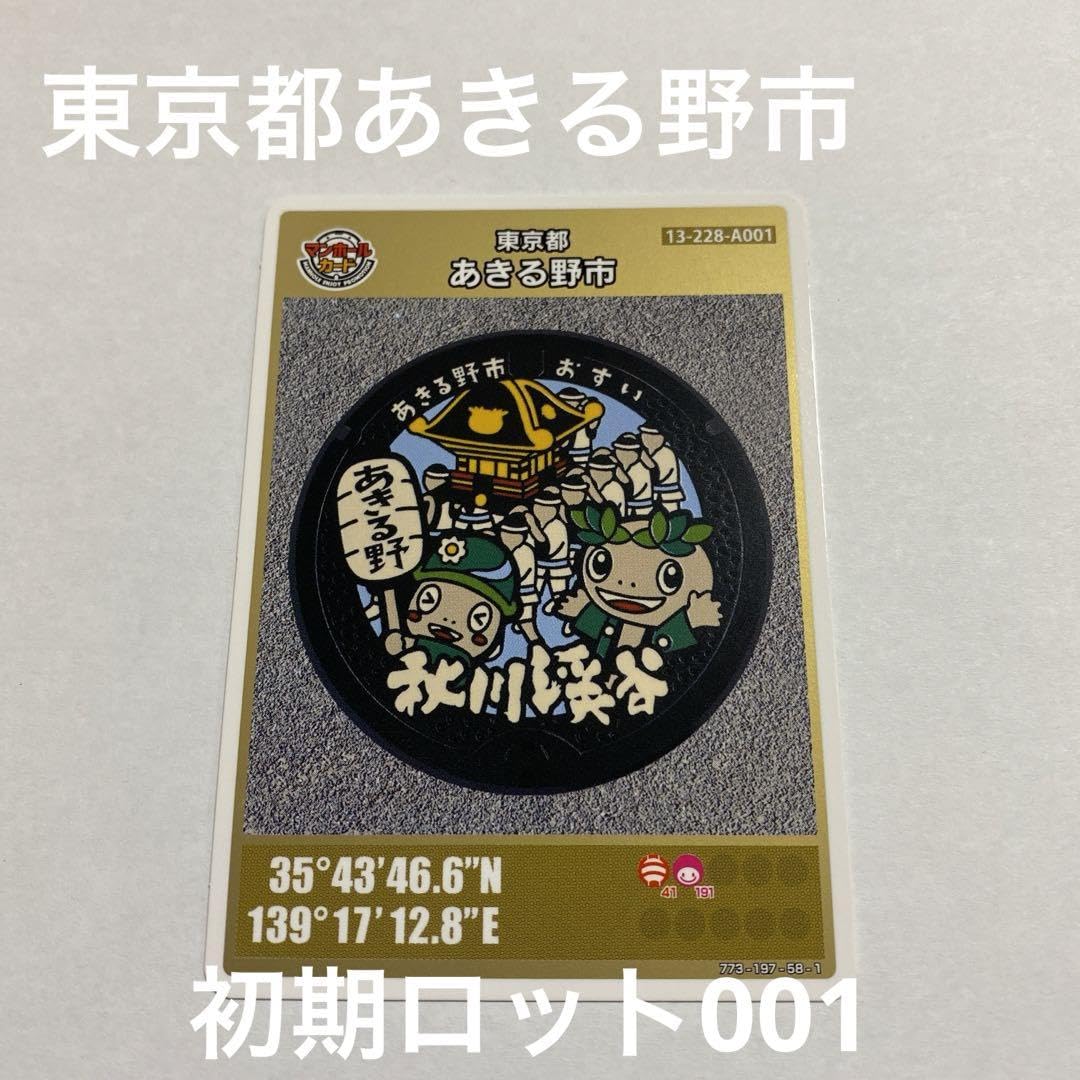 東京都あきる野市
マンホール
カード
MANHOLE ENJOY PROMOTION
東京都
あきる野市
13-228-A001
あきる野市 おすい
あきる野
秋川渓谷
35°43'46.6"N
139°17'12.8"E
41 191
773-197-58-1
初期ロット001